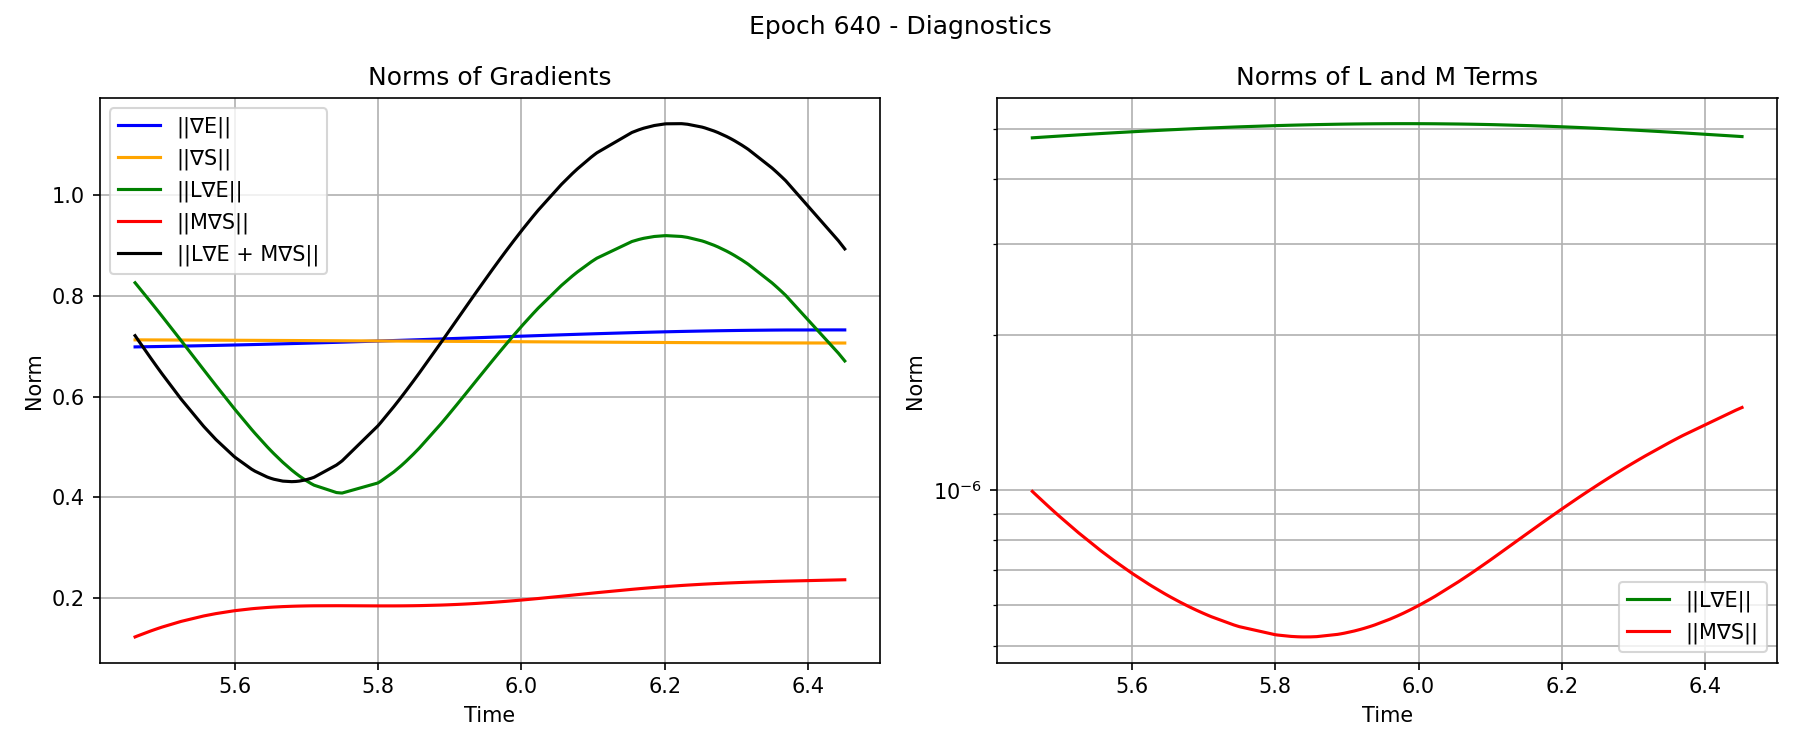 Epoch 640 - Diagnostics
Norms of Gradients
||∇E||
||∇S||
||L∇E||
||M∇S||
||L∇E + M∇S||
1.0
0.8
0.6
0.4
0.2
Norm
5.6
5.8
6.0
6.2
6.4
Time
Norms of L and M Terms
10⁻⁶
Norm
||L∇E||
||M∇S||
5.6
5.8
6.0
6.2
6.4
Time